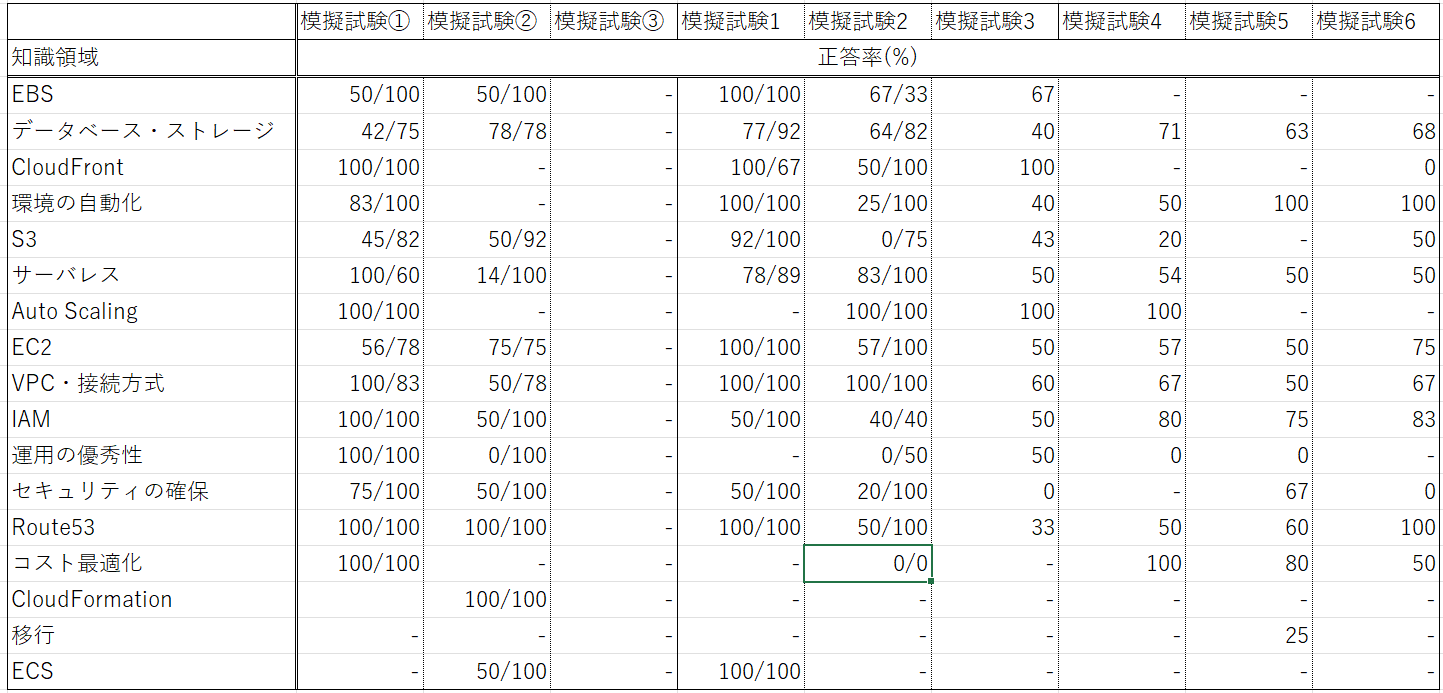 模擬試験① 模擬試験② 模擬試験③ 模擬試験1 模擬試験2 模擬試験3 模擬試験4 模擬試験5 模擬試験6
知識領域 正答率(%)
EBS 50/100 50/100 - 100/100 67/33 67 - - -
データベース・ストレージ 42/75 78/78 - 77/92 64/82 40 71 63 68
CloudFront 100/100 - - 100/67 50/100 100 - - 0
環境の自動化 83/100 - - 100/100 25/100 40 50 100 100
S3 45/82 50/92 - 92/100 0/75 43 20 - 50
サーバレス 100/60 14/100 - 78/89 83/100 50 54 50 50
Auto Scaling 100/100 - - - 100/100 100 100 - -
EC2 56/78 75/75 - 100/100 57/100 50 57 50 75
VPC・接続方式 100/83 50/78 - 100/100 100/100 60 67 50 67
IAM 100/100 50/100 - 50/100 40/40 50 80 75 83
運用の優秀性 100/100 0/100 - - 0/50 50 0 0 -
セキュリティの確保 75/100 50/100 - 50/100 20/100 0 - 67 0
Route53 100/100 100/100 - 100/100 50/100 33 50 60 100
コスト最適化 100/100 - - - 0/0 - 100 80 50
CloudFormation 100/100 - - - - - - -
移行 - - - - - - - 25 -
ECS - 50/100 - 100/100 - - - - -